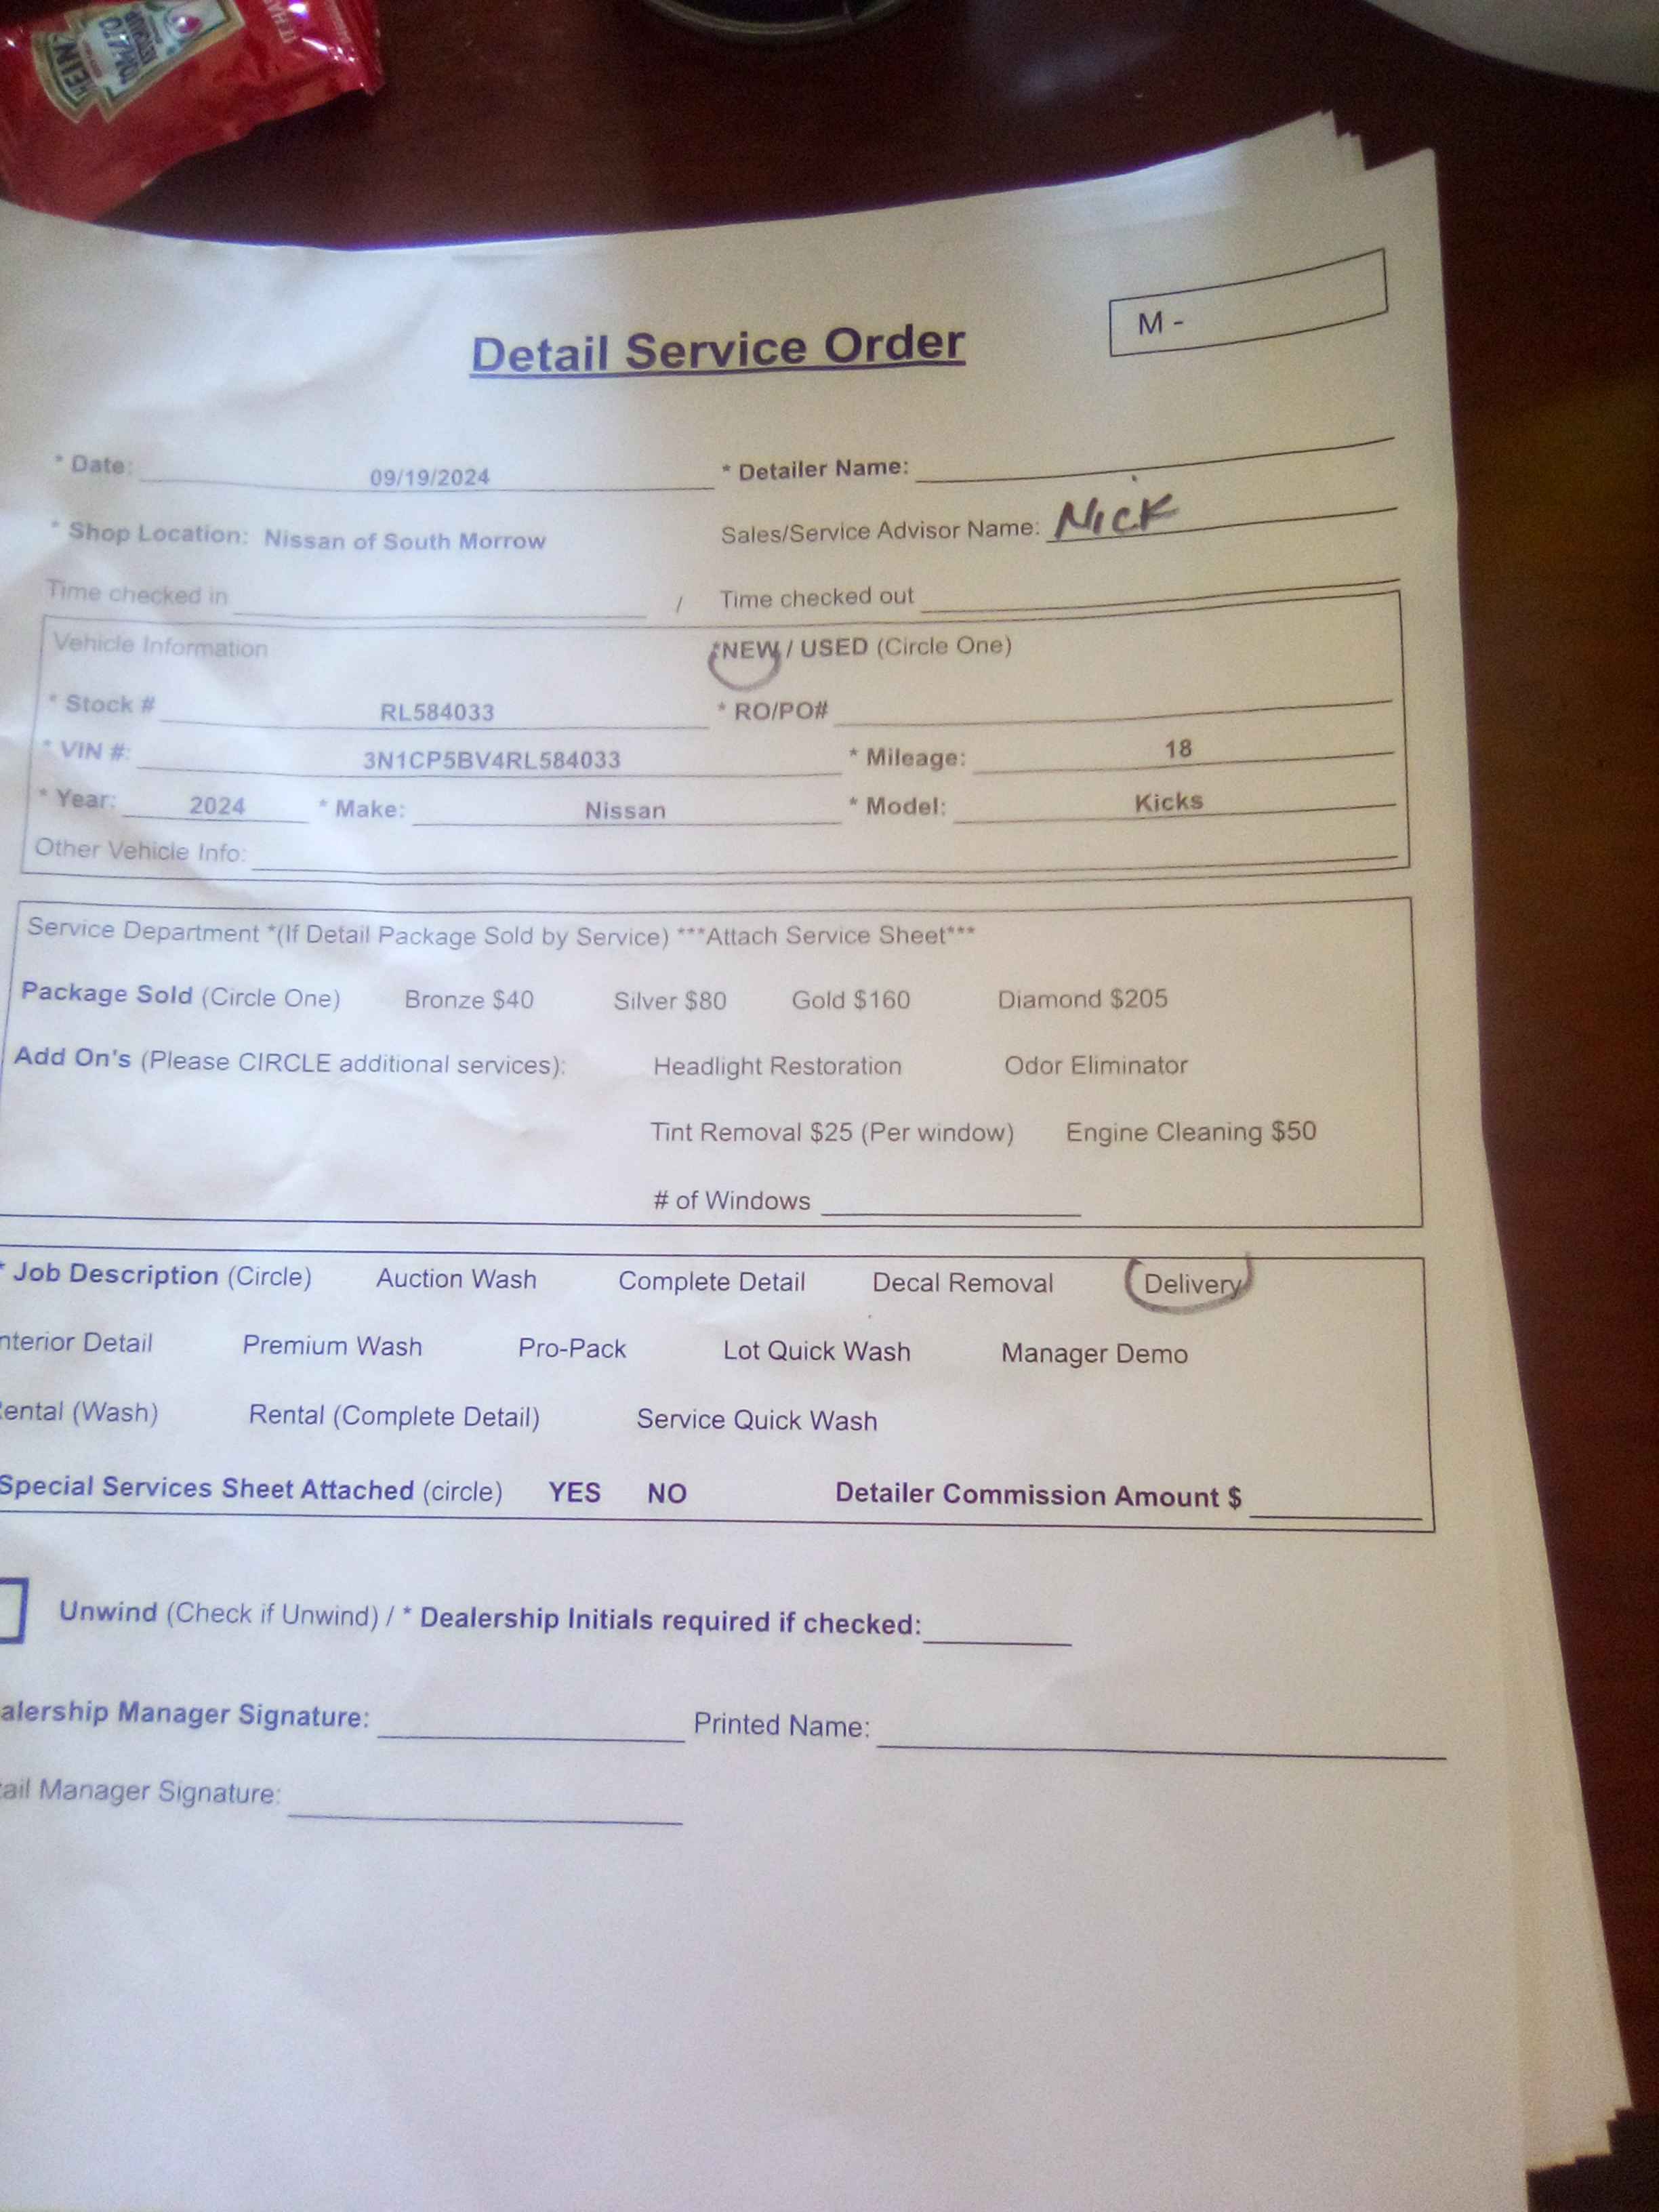 HEINZ
TOMATO
KETCHUP
Detail Service Order
M -
* Date: 09/19/2024 * Detailer Name:
* Shop Location: Nissan of South Morrow Sales/Service Advisor Name: NICK
Time checked in / Time checked out
Vehicle Information *NEW / USED (Circle One)
* Stock # RL584033 * RO/PO#
* VIN #: 3N1CP5BV4RL584033 * Mileage: 18
* Year: 2024 * Make: Nissan * Model: Kicks
Other Vehicle Info:
Service Department *(If Detail Package Sold by Service) ***Attach Service Sheet***
Package Sold (Circle One) Bronze $40 Silver $80 Gold $160 Diamond $205
Add On's (Please CIRCLE additional services): Headlight Restoration Odor Eliminator
Tint Removal $25 (Per window) Engine Cleaning $50
# of Windows
* Job Description (Circle) Auction Wash Complete Detail Decal Removal Delivery
nterior Detail Premium Wash Pro-Pack Lot Quick Wash Manager Demo
ental (Wash) Rental (Complete Detail) Service Quick Wash
Special Services Sheet Attached (circle) YES NO Detailer Commission Amount $
Unwind (Check if Unwind) / * Dealership Initials required if checked:
alership Manager Signature: Printed Name:
ail Manager Signature: